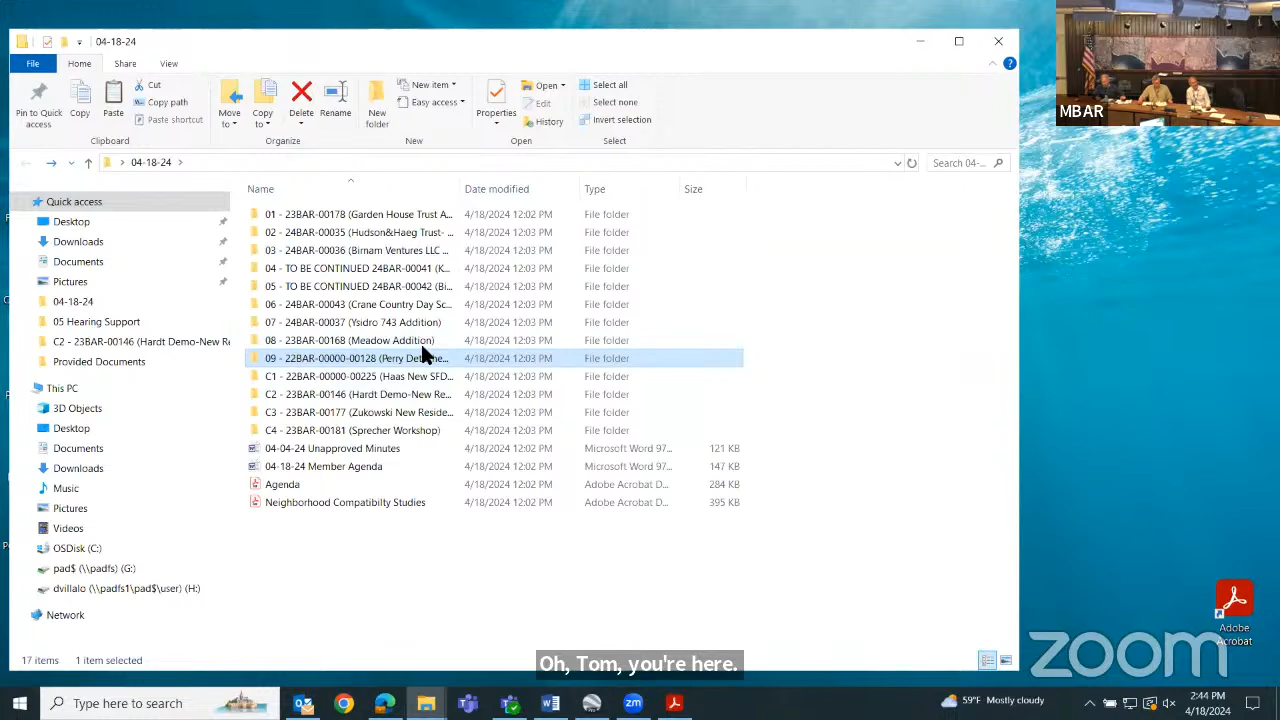 04-18-24
File Home Share View
Pin to Quick access
Copy
Paste
Cut
Copy path
Paste shortcut
Move to
Copy to
Delete
Rename
Organize
New folder
New item
Easy access
New
Properties
Open
Edit
History
Open
Select all
Select none
Invert selection
Select
04-18-24
Search 04-...
Name Date modified Type Size
Quick access
Desktop
Downloads
Documents
Pictures
04-18-24
05 Hearing Support
C2 - 23BAR-00146 (Hardt Demo-New Re
Provided Documents
This PC
3D Objects
Desktop
Documents
Downloads
Music
Pictures
Videos
OSDisk (C:)
pad$ (\\padfs) (G:)
dvillalo (\\padfs1\pad$\user) (H:)
Network
01 - 23BAR-00178 (Garden House Trust A... 4/18/2024 12:02 PM File folder
02 - 24BAR-00035 (Hudson&Haeg Trust- ... 4/18/2024 12:03 PM File folder
03 - 24BAR-00036 (Birnam Ventures LLC ... 4/18/2024 12:03 PM File folder
04 - TO BE CONTINUED 24BAR-00041 (K... 4/18/2024 12:03 PM File folder
05 - TO BE CONTINUED 24BAR-00042 (Bi... 4/18/2024 12:03 PM File folder
06 - 24BAR-00043 (Crane Country Day Sc... 4/18/2024 12:03 PM File folder
07 - 24BAR-00037 (Ysidro 743 Addition) 4/18/2024 12:03 PM File folder
08 - 23BAR-00168 (Meadow Addition) 4/18/2024 12:03 PM File folder
09 - 22BAR-00000-00128 (Perry 4/18/2024 12:03 PM File folder
C1 - 22BAR-00000-00225 (Haas New SFD... 4/18/2024 12:03 PM File folder
C2 - 23BAR-00146 (Hardt Demo-New Re... 4/18/2024 12:03 PM File folder
C3 - 23BAR-00177 (Zukowski New Reside... 4/18/2024 12:03 PM File folder
C4 - 23BAR-00181 (Sprecher Workshop) 4/18/2024 12:03 PM File folder
04-04-24 Unapproved Minutes 4/18/2024 12:02 PM Microsoft Word 97... 121 KB
04-18-24 Member Agenda 4/18/2024 12:02 PM Microsoft Word 97... 147 KB
Agenda 4/18/2024 12:02 PM Adobe Acrobat D... 284 KB
Neighborhood Compatibilty Studies 4/18/2024 12:02 PM Adobe Acrobat D... 395 KB
17 items 1 item selected
Oh, Tom, you're here.
MBAR
Adobe Acrobat
zoom
Type here to search
59°F Mostly cloudy
2:44 PM
4/18/2024